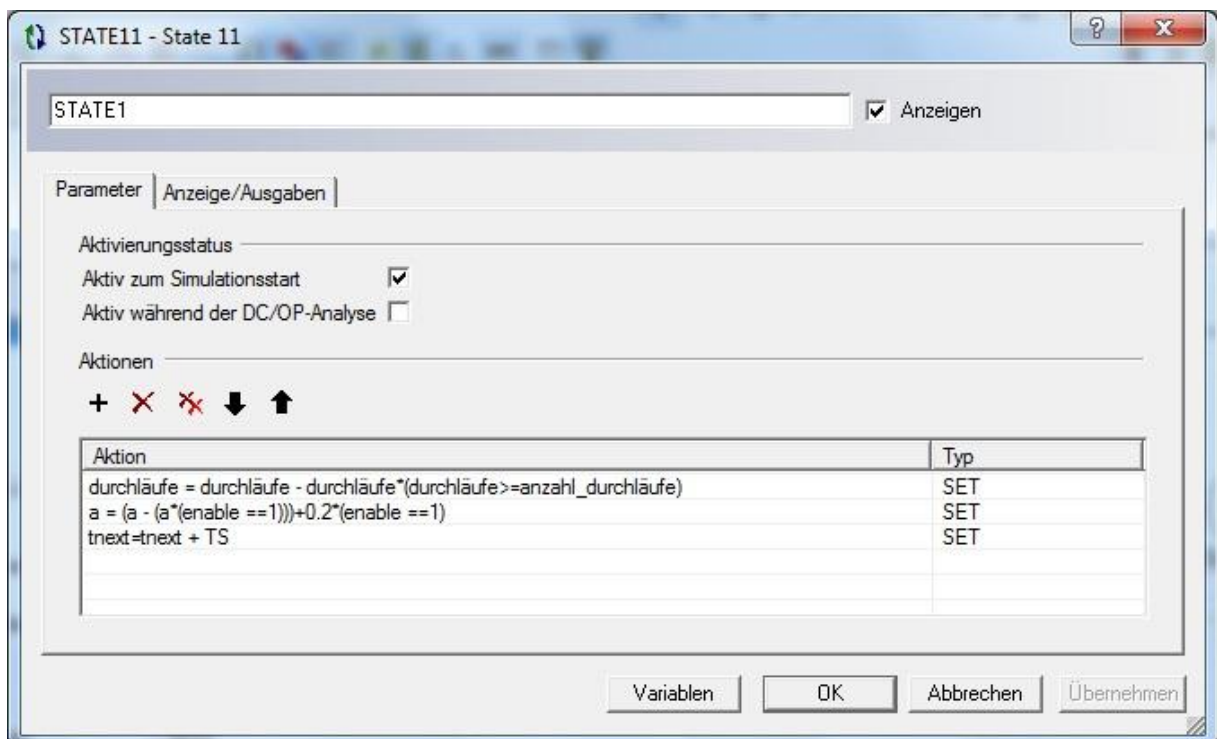 STATE11 - State 11
STATE1
Anzeigen
Parameter
Anzeige/Ausgaben
Aktivierungsstatus
Aktiv zum Simulationsstart
Aktiv während der DC/OP-Analyse
Aktionen
Aktion Typ
durchläufe = durchläufe - durchläufe*(durchläufe>=anzahl_durchläufe) SET
a = (a - (a*(enable ==1)))+0.2*(enable ==1) SET
tnext=tnext + TS SET
Variablen OK Abbrechen Übernehmen